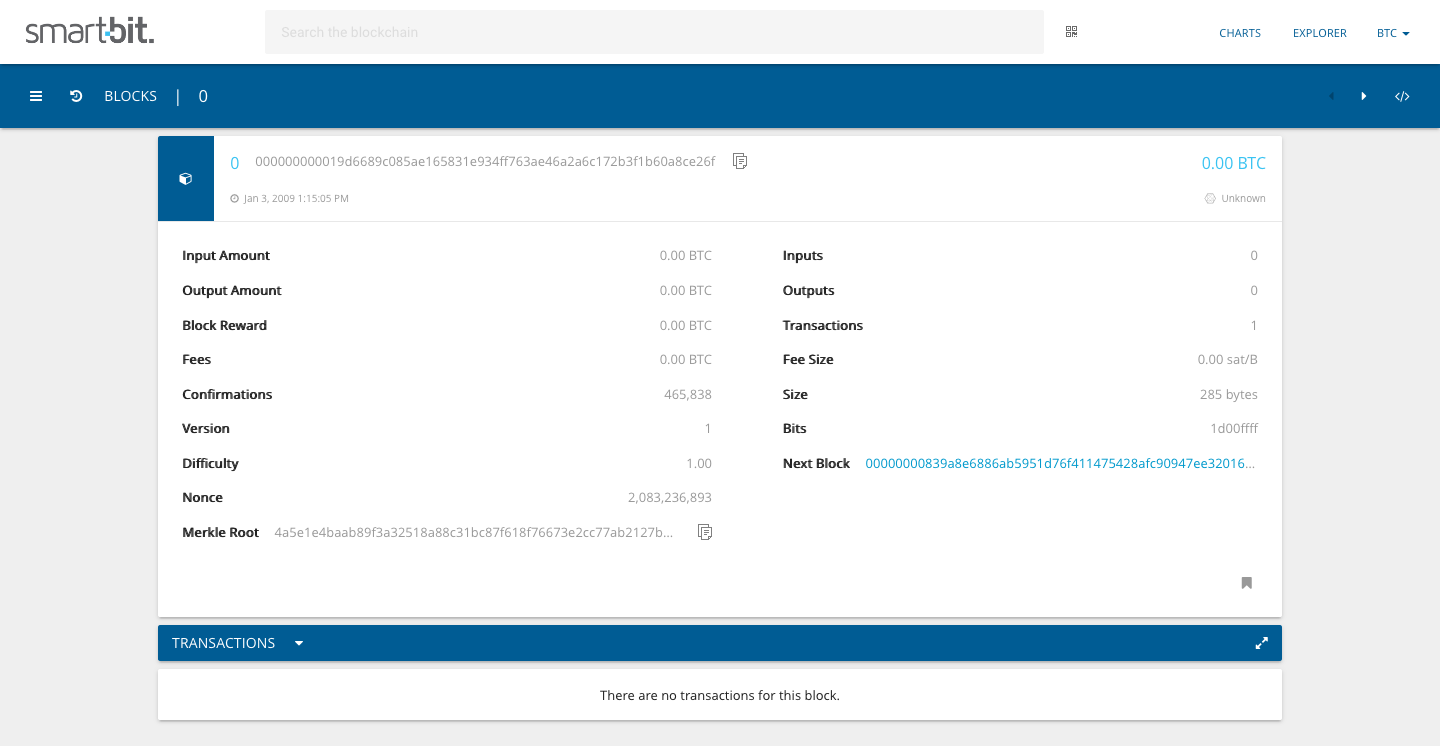 smartbit.
Search the blockchain
CHARTS EXPLORER BTC
BLOCKS | 0 </>
0 000000000019d6689c085ae165831e934ff763ae46a2a6c172b3f1b60a8ce26f 0.00 BTC
Jan 3, 2009 1:15:05 PM Unknown
Input Amount 0.00 BTC Inputs 0
Output Amount 0.00 BTC Outputs 0
Block Reward 0.00 BTC Transactions 1
Fees 0.00 BTC Fee Size 0.00 sat/B
Confirmations 465,838 Size 285 bytes
Version 1 Bits 1d00ffff
Difficulty 1.00 Next Block 00000000839a8e6886ab5951d76f411475428afc90947ee32016...
Nonce 2,083,236,893
Merkle Root 4a5e1e4baab89f3a32518a88c31bc87f618f76673e2cc77ab2127b...
TRANSACTIONS
There are no transactions for this block.